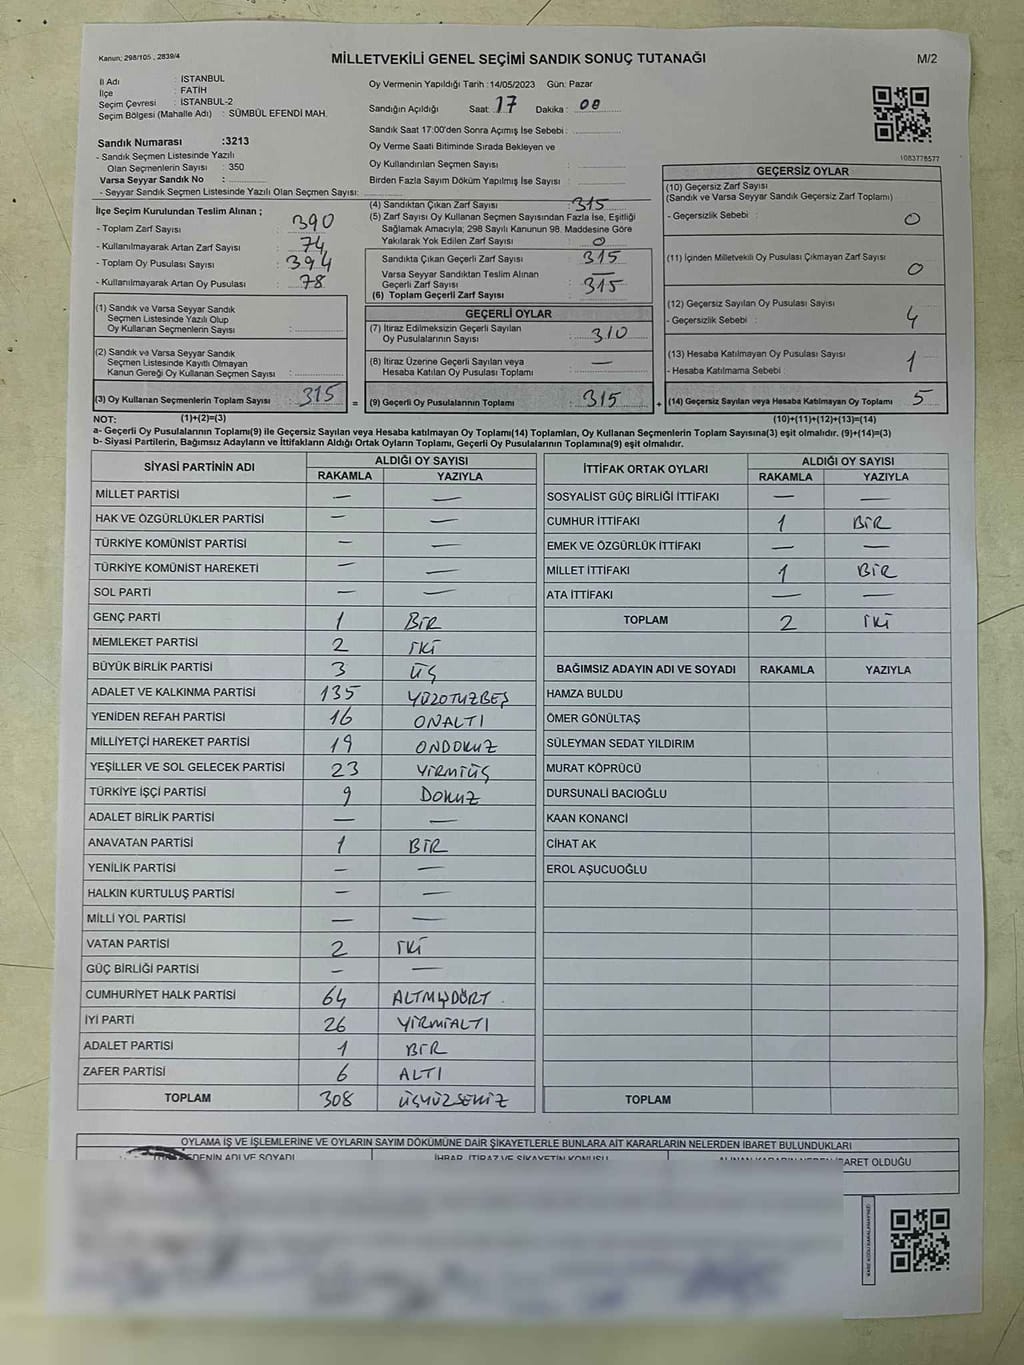 Kanun; 298/105 , 2839/4
MİLLETVEKİLİ GENEL SEÇİMİ SANDIK SONUÇ TUTANAĞI
M/2
İl Adı : İSTANBUL
İlçe : FATİH
Seçim Çevresi : İSTANBUL-2
Seçim Bölgesi (Mahalle Adı) : SÜMBÜL EFENDİ MAH.
Oy Vermenin Yapıldığı Tarih :14/05/2023 Gün: Pazar
Sandığın Açıldığı Saat: 17 Dakika : 00
Sandık Saat 17:00'den Sonra Açımış İse Sebebi :
Oy Verme Saati Bitiminde Sırada Bekleyen ve
Oy Kullandırılan Seçmen Sayısı :
Birden Fazla Sayım Döküm Yapılmış İse Sayısı :
1083778577
Sandık Numarası :3213
- Sandık Seçmen Listesinde Yazılı
Olan Seçmenlerin Sayısı : 350
Varsa Seyyar Sandık No :
- Seyyar Sandık Seçmen Listesinde Yazılı Olan Seçmen Sayısı:
İlçe Seçim Kurulundan Teslim Alınan ;
- Toplam Zarf Sayısı : 390
- Kullanılmayarak Artan Zarf Sayısı : 74
- Toplam Oy Pusulası Sayısı : 394
- Kullanılmayarak Artan Oy Pusulası : 78
(4) Sandıktan Çıkan Zarf Sayısı : 315
(5) Zarf Sayısı Oy Kullanan Seçmen Sayısından Fazla İse, Eşitliği
Sağlamak Amacıyla; 298 Sayılı Kanunun 98. Maddesine Göre
Yakılarak Yok Edilen Zarf Sayısı : 0
Sandıkta Çıkan Geçerli Zarf Sayısı : 315
Varsa Seyyar Sandıktan Teslim Alınan
Geçerli Zarf Sayısı : —
(6) Toplam Geçerli Zarf Sayısı : 315
GEÇERSİZ OYLAR
(10) Geçersiz Zarf Sayısı
(Sandık ve Varsa Seyyar Sandık Geçersiz Zarf Toplamı)
- Geçersizlik Sebebi : 0
(11) İçinden Milletvekili Oy Pusulası Çıkmayan Zarf Sayısı
0
(12) Geçersiz Sayılan Oy Pusulası Sayısı
- Geçersizlik Sebebi : 4
(13) Hesaba Katılmayan Oy Pusulası Sayısı
- Hesaba Katılmama Sebebi : 1
(1) Sandık ve Varsa Seyyar Sandık
Seçmen Listesinde Yazılı Olup
Oy Kullanan Seçmenlerin Sayısı :
(2) Sandık ve Varsa Seyyar Sandık
Seçmen Listesinde Kayıtlı Olmayan
Kanun Gereği Oy Kullanan Seçmen Sayısı :
GEÇERLİ OYLAR
(7) İtiraz Edilmeksizin Geçerli Sayılan
Oy Pusulalarının Sayısı : 310
(8) İtiraz Üzerine Geçerli Sayılan veya
Hesaba Katılan Oy Pusulası Toplamı : —
(3) Oy Kullanan Seçmenlerin Toplam Sayısı : 315 = (9) Geçerli Oy Pusulalarının Toplamı : 315 + (14) Geçersiz Sayılan veya Hesaba Katılmayan Oy Toplamı 5
NOT: (1)+(2)=(3) (10)+(11)+(12)+(13)=(14)
a- Geçerli Oy Pusulalarının Toplamı(9) ile Geçersiz Sayılan veya Hesaba katılmayan Oy Toplamı(14) Toplamları, Oy Kullanan Seçmenlerin Toplam Sayısına(3) eşit olmalıdır. (9)+(14)=(3)
b- Siyasi Partilerin, Bağımsız Adayların ve İttifakların Aldığı Ortak Oyların Toplamı, Geçerli Oy Pusulalarının Toplamına(9) eşit olmalıdır.
SİYASİ PARTİNİN ADI ALDIĞI OY SAYISI
RAKAMLA YAZIYLA
MİLLET PARTİSİ — —
HAK VE ÖZGÜRLÜKLER PARTİSİ — —
TÜRKİYE KOMÜNİST PARTİSİ — —
TÜRKİYE KOMÜNİST HAREKETİ — —
SOL PARTİ — —
GENÇ PARTİ 1 BİR
MEMLEKET PARTİSİ 2 İKİ
BÜYÜK BİRLİK PARTİSİ 3 ÜÇ
ADALET VE KALKINMA PARTİSİ 135 YÜZOTUZBEŞ
YENİDEN REFAH PARTİSİ 16 ONALTI
MİLLİYETÇİ HAREKET PARTİSİ 19 ONDOKUZ
YEŞİLLER VE SOL GELECEK PARTİSİ 23 YİRMİÜÇ
TÜRKİYE İŞÇİ PARTİSİ 9 DOKUZ
ADALET BİRLİK PARTİSİ — —
ANAVATAN PARTİSİ 1 BİR
YENİLİK PARTİSİ — —
HALKIN KURTULUŞ PARTİSİ — —
MİLLİ YOL PARTİSİ — —
VATAN PARTİSİ 2 İKİ
GÜÇ BİRLİĞİ PARTİSİ — —
CUMHURİYET HALK PARTİSİ 64 ALTMIŞDÖRT
İYİ PARTİ 26 YİRMİALTI
ADALET PARTİSİ 1 BİR
ZAFER PARTİSİ 6 ALTI
TOPLAM 308 ÜÇYÜZSEKİZ
İTTİFAK ORTAK OYLARI ALDIĞI OY SAYISI
RAKAMLA YAZIYLA
SOSYALİST GÜÇ BİRLİĞİ İTTİFAKI — —
CUMHUR İTTİFAKI 1 BİR
EMEK VE ÖZGÜRLÜK İTTİFAKI — —
MİLLET İTTİFAKI 1 BİR
ATA İTTİFAKI — —
TOPLAM 2 İKİ
BAĞIMSIZ ADAYIN ADI VE SOYADI RAKAMLA YAZIYLA
HAMZA BULDU
ÖMER GÖNÜLTAŞ
SÜLEYMAN SEDAT YILDIRIM
MURAT KÖPRÜCÜ
DURSUNALİ BACIOĞLU
KAAN KONANCİ
CİHAT AK
EROL AŞUCUOĞLU
TOPLAM
OYLAMA İŞ VE İŞLEMLERİNE VE OYLARIN SAYIM DÖKÜMÜNE DAİR ŞİKAYETLERLE BUNLARA AİT KARARLARIN NELERDEN İBARET BULUNDUKLARI
ADI VE SOYADI İHBAR, İTİRAZ VE ŞİKAYETİN KONUSU ALINAN KARARIN NEDEN İBARET OLDUĞU